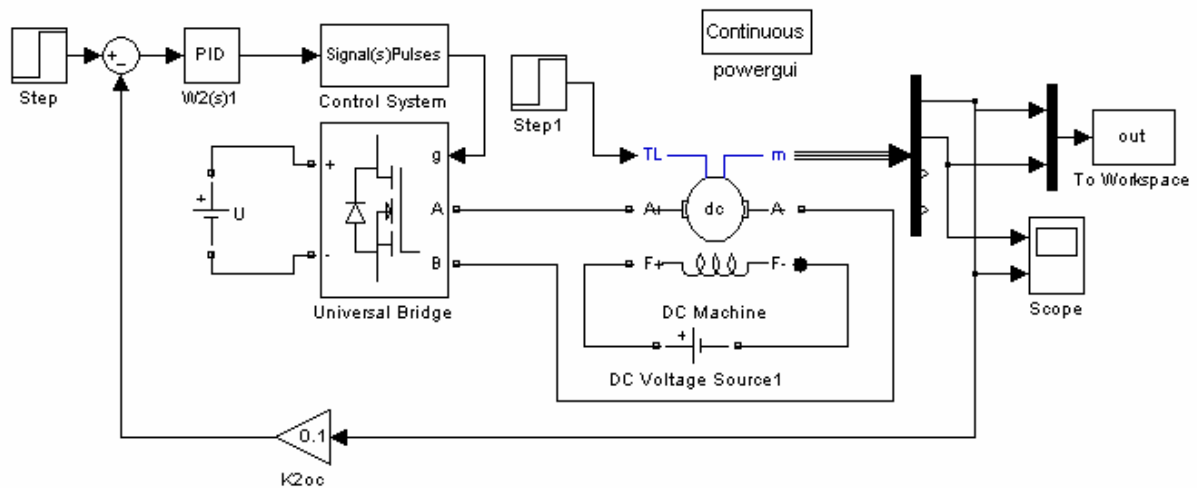 Continuous
powergui
+
-
PID
Signal(s)Pulses
Step
W2(s)1
Control System
Step1
out
To Workspace
+
g
TL
m
+
U
A
A+
dc
A-
-
B
F+
F-
Universal Bridge
DC Machine
Scope
+
DC Voltage Source1
0.1
K2oc